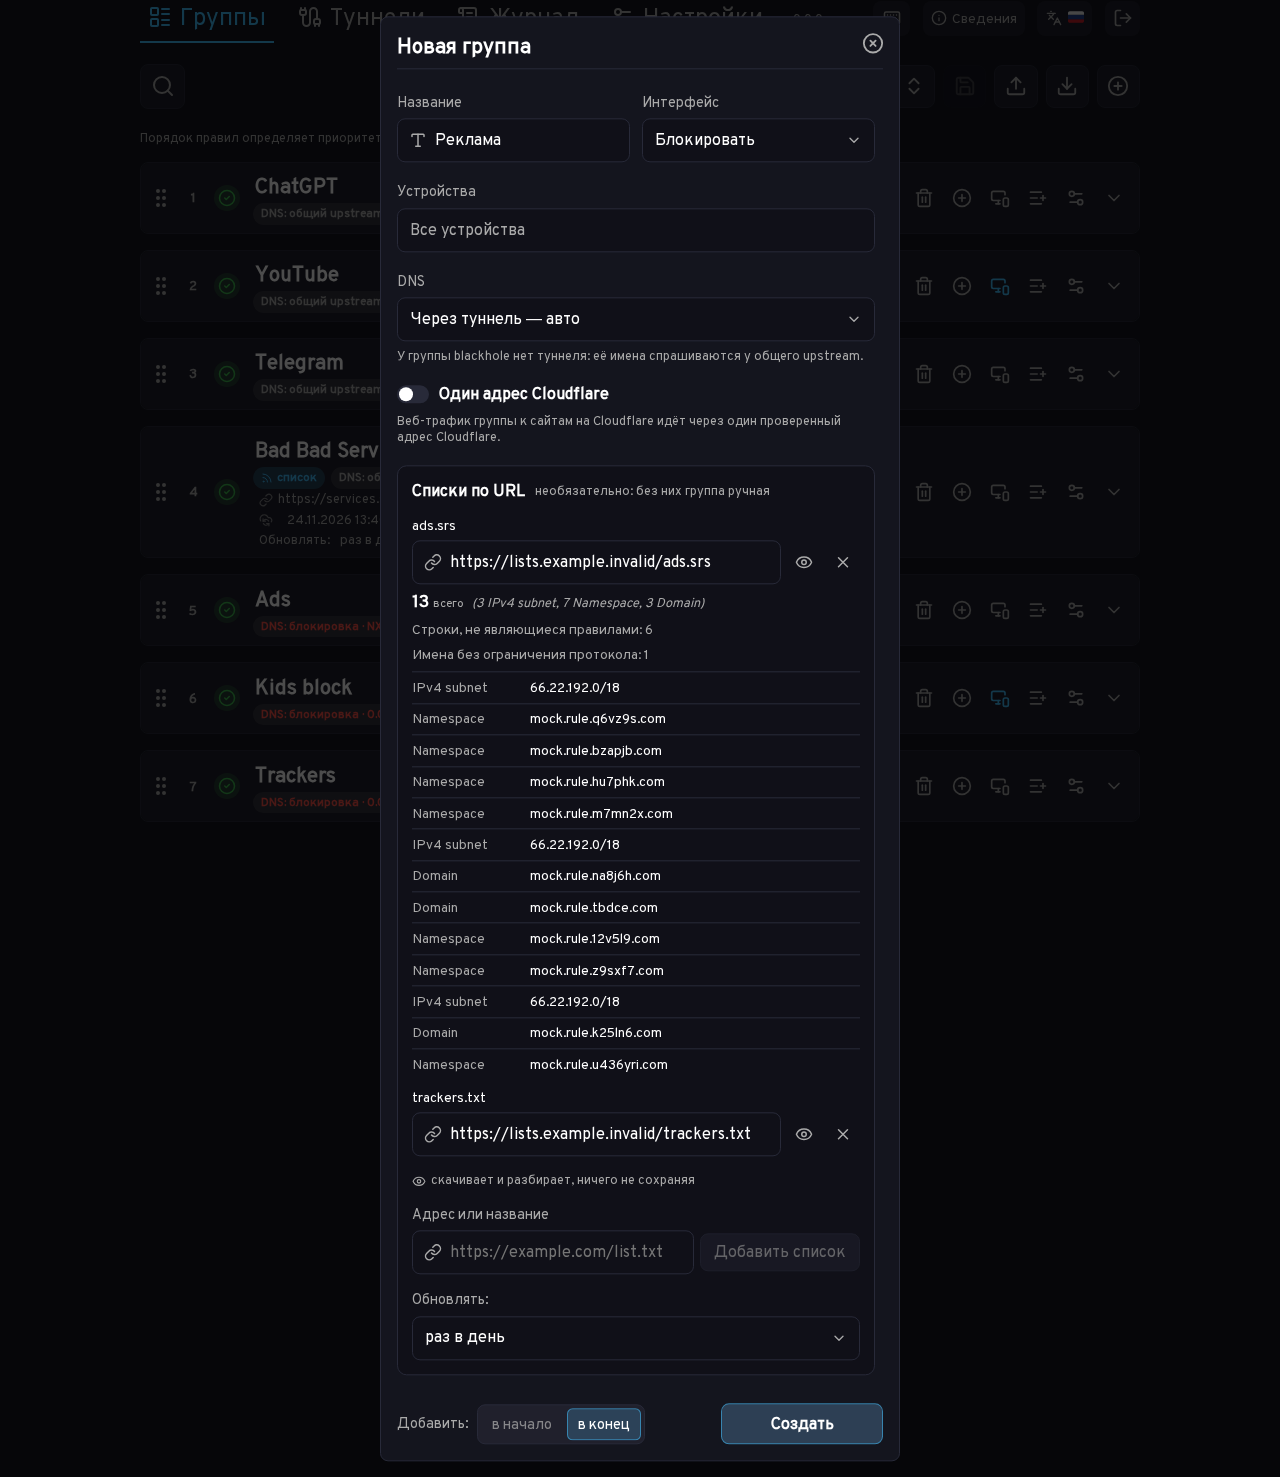 Группы Туннели Журнал Настройки Сведения
Новая группа
Название Интерфейс
Реклама Блокировать
Порядок правил определяет приоритет
Устройства
Все устройства
DNS
Через туннель — авто
У группы blackhole нет туннеля: её имена спрашиваются у общего upstream.
Один адрес Cloudflare
Веб-трафик группы к сайтам на Cloudflare идёт через один проверенный
адрес Cloudflare.
1 ChatGPT
DNS: общий upstream
2 YouTube
DNS: общий upstream
3 Telegram
DNS: общий upstream
4 Bad Bad Serv
список DNS: об
https://services.
24.11.2026 13:4
Обновлять: раз в д
5 Ads
DNS: блокировка · NX
6 Kids block
DNS: блокировка · 0.0
7 Trackers
DNS: блокировка · 0.0
Списки по URL необязательно: без них группа ручная
ads.srs
https://lists.example.invalid/ads.srs
13 всего (3 IPv4 subnet, 7 Namespace, 3 Domain)
Строки, не являющиеся правилами: 6
Имена без ограничения протокола: 1
IPv4 subnet 66.22.192.0/18
Namespace mock.rule.q6vz9s.com
Namespace mock.rule.bzapjb.com
Namespace mock.rule.hu7phk.com
Namespace mock.rule.m7mn2x.com
IPv4 subnet 66.22.192.0/18
Domain mock.rule.na8j6h.com
Domain mock.rule.tbdce.com
Namespace mock.rule.12v5l9.com
Namespace mock.rule.z9sxf7.com
IPv4 subnet 66.22.192.0/18
Domain mock.rule.k25ln6.com
Namespace mock.rule.u436yri.com
trackers.txt
https://lists.example.invalid/trackers.txt
скачивает и разбирает, ничего не сохраняя
Адрес или название
https://example.com/list.txt Добавить список
Обновлять:
раз в день
Добавить: в начало в конец Создать